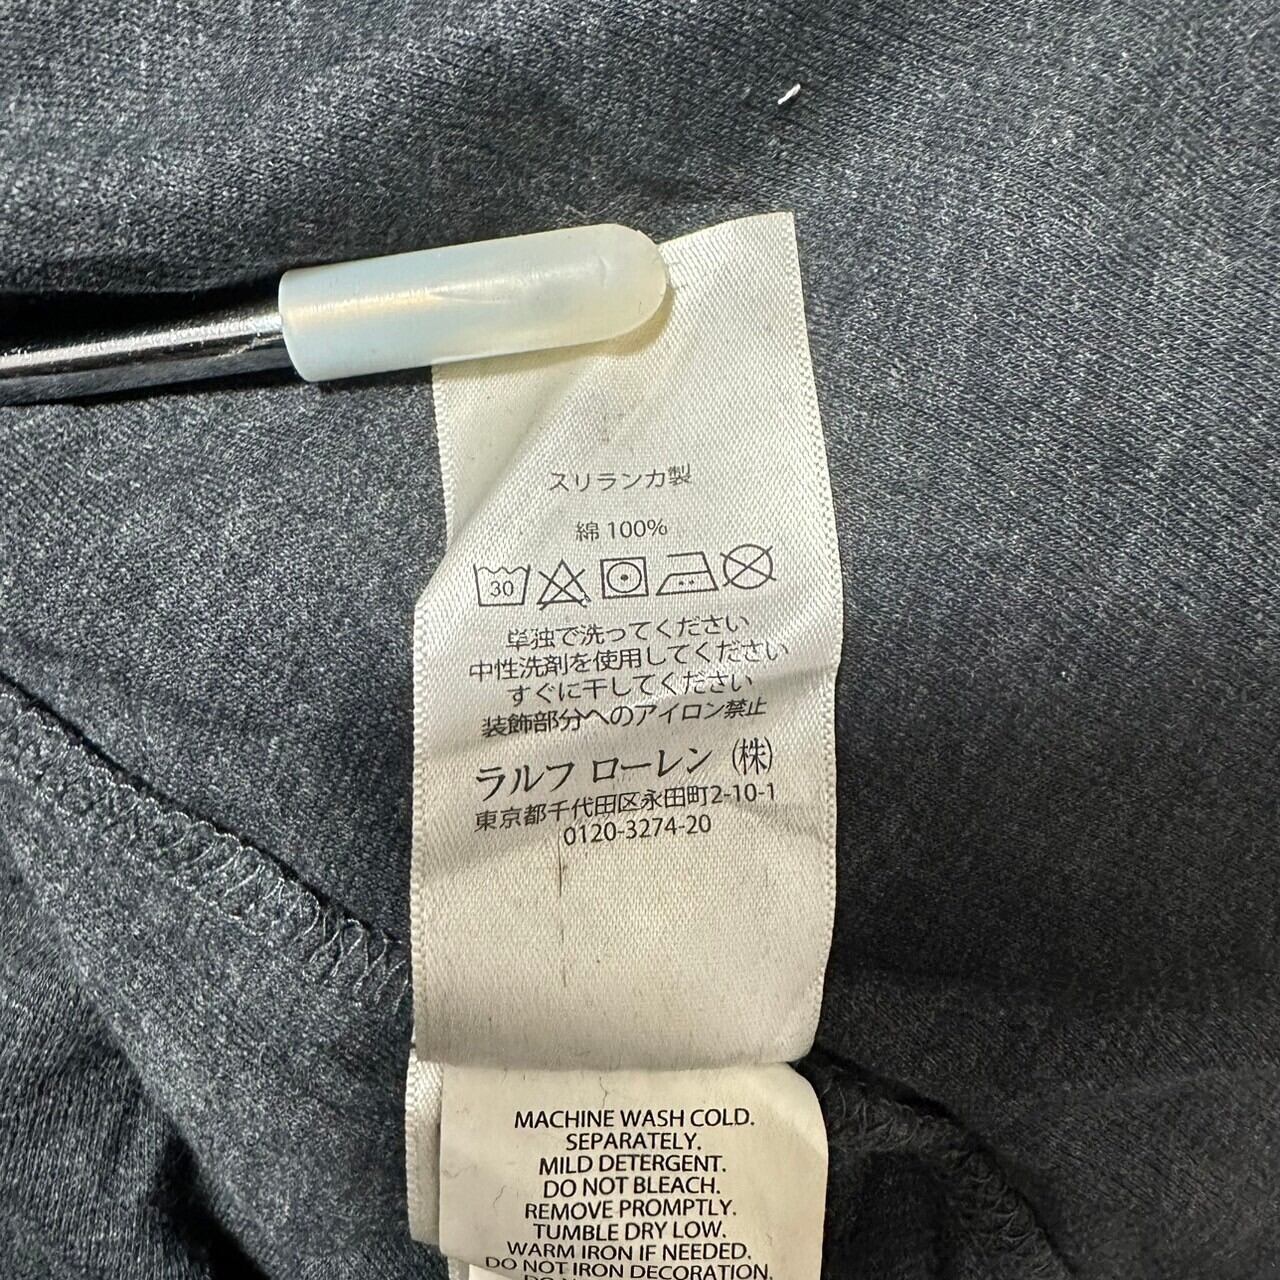 スリランカ製
綿 100%
30
単独で洗ってください
中性洗剤を使用してください
すぐに干してください
装飾部分へのアイロン禁止
ラルフ ローレン (株)
東京都千代田区永田町2-10-1
0120-3274-20
MACHINE WASH COLD.
SEPARATELY.
MILD DETERGENT.
DO NOT BLEACH.
REMOVE PROMPTLY.
TUMBLE DRY LOW.
WARM IRON IF NEEDED.
DO NOT IRON DECORATION.